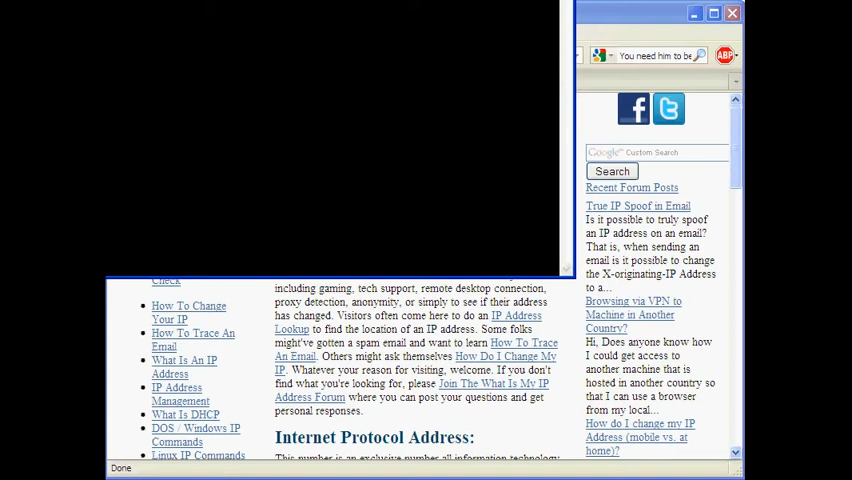 You need him to be
ABP
f
t
Google™ Custom Search
Search
Recent Forum Posts
True IP Spoof in Email
Is it possible to truly spoof
an IP address on an email?
That is, when sending an
email is it possible to change
the X-originating-IP Address
to a...
Browsing via VPN to
Machine in Another
Country?
Hi, Does anyone know how
I could get access to
another machine that is
hosted in another country so
that I can use a browser
from my local...
How do I change my IP
Address (mobile vs. at
home)?
Check
How To Change
Your IP
How To Trace An
Email
What Is An IP
Address
IP Address
Management
What Is DHCP
DOS / Windows IP
Commands
Linux IP Commands
including gaming, tech support, remote desktop connection,
proxy detection, anonymity, or simply to see if their address
has changed. Visitors often come here to do an IP Address
Lookup to find the location of an IP address. Some folks
might've gotten a spam email and want to learn How To Trace
An Email. Others might ask themselves How Do I Change My
IP. Whatever your reason for visiting, welcome. If you don't
find what you're looking for, please Join The What Is My IP
Address Forum where you can post your questions and get
personal responses.
Internet Protocol Address:
This number is an exclusive number all information technology
Done